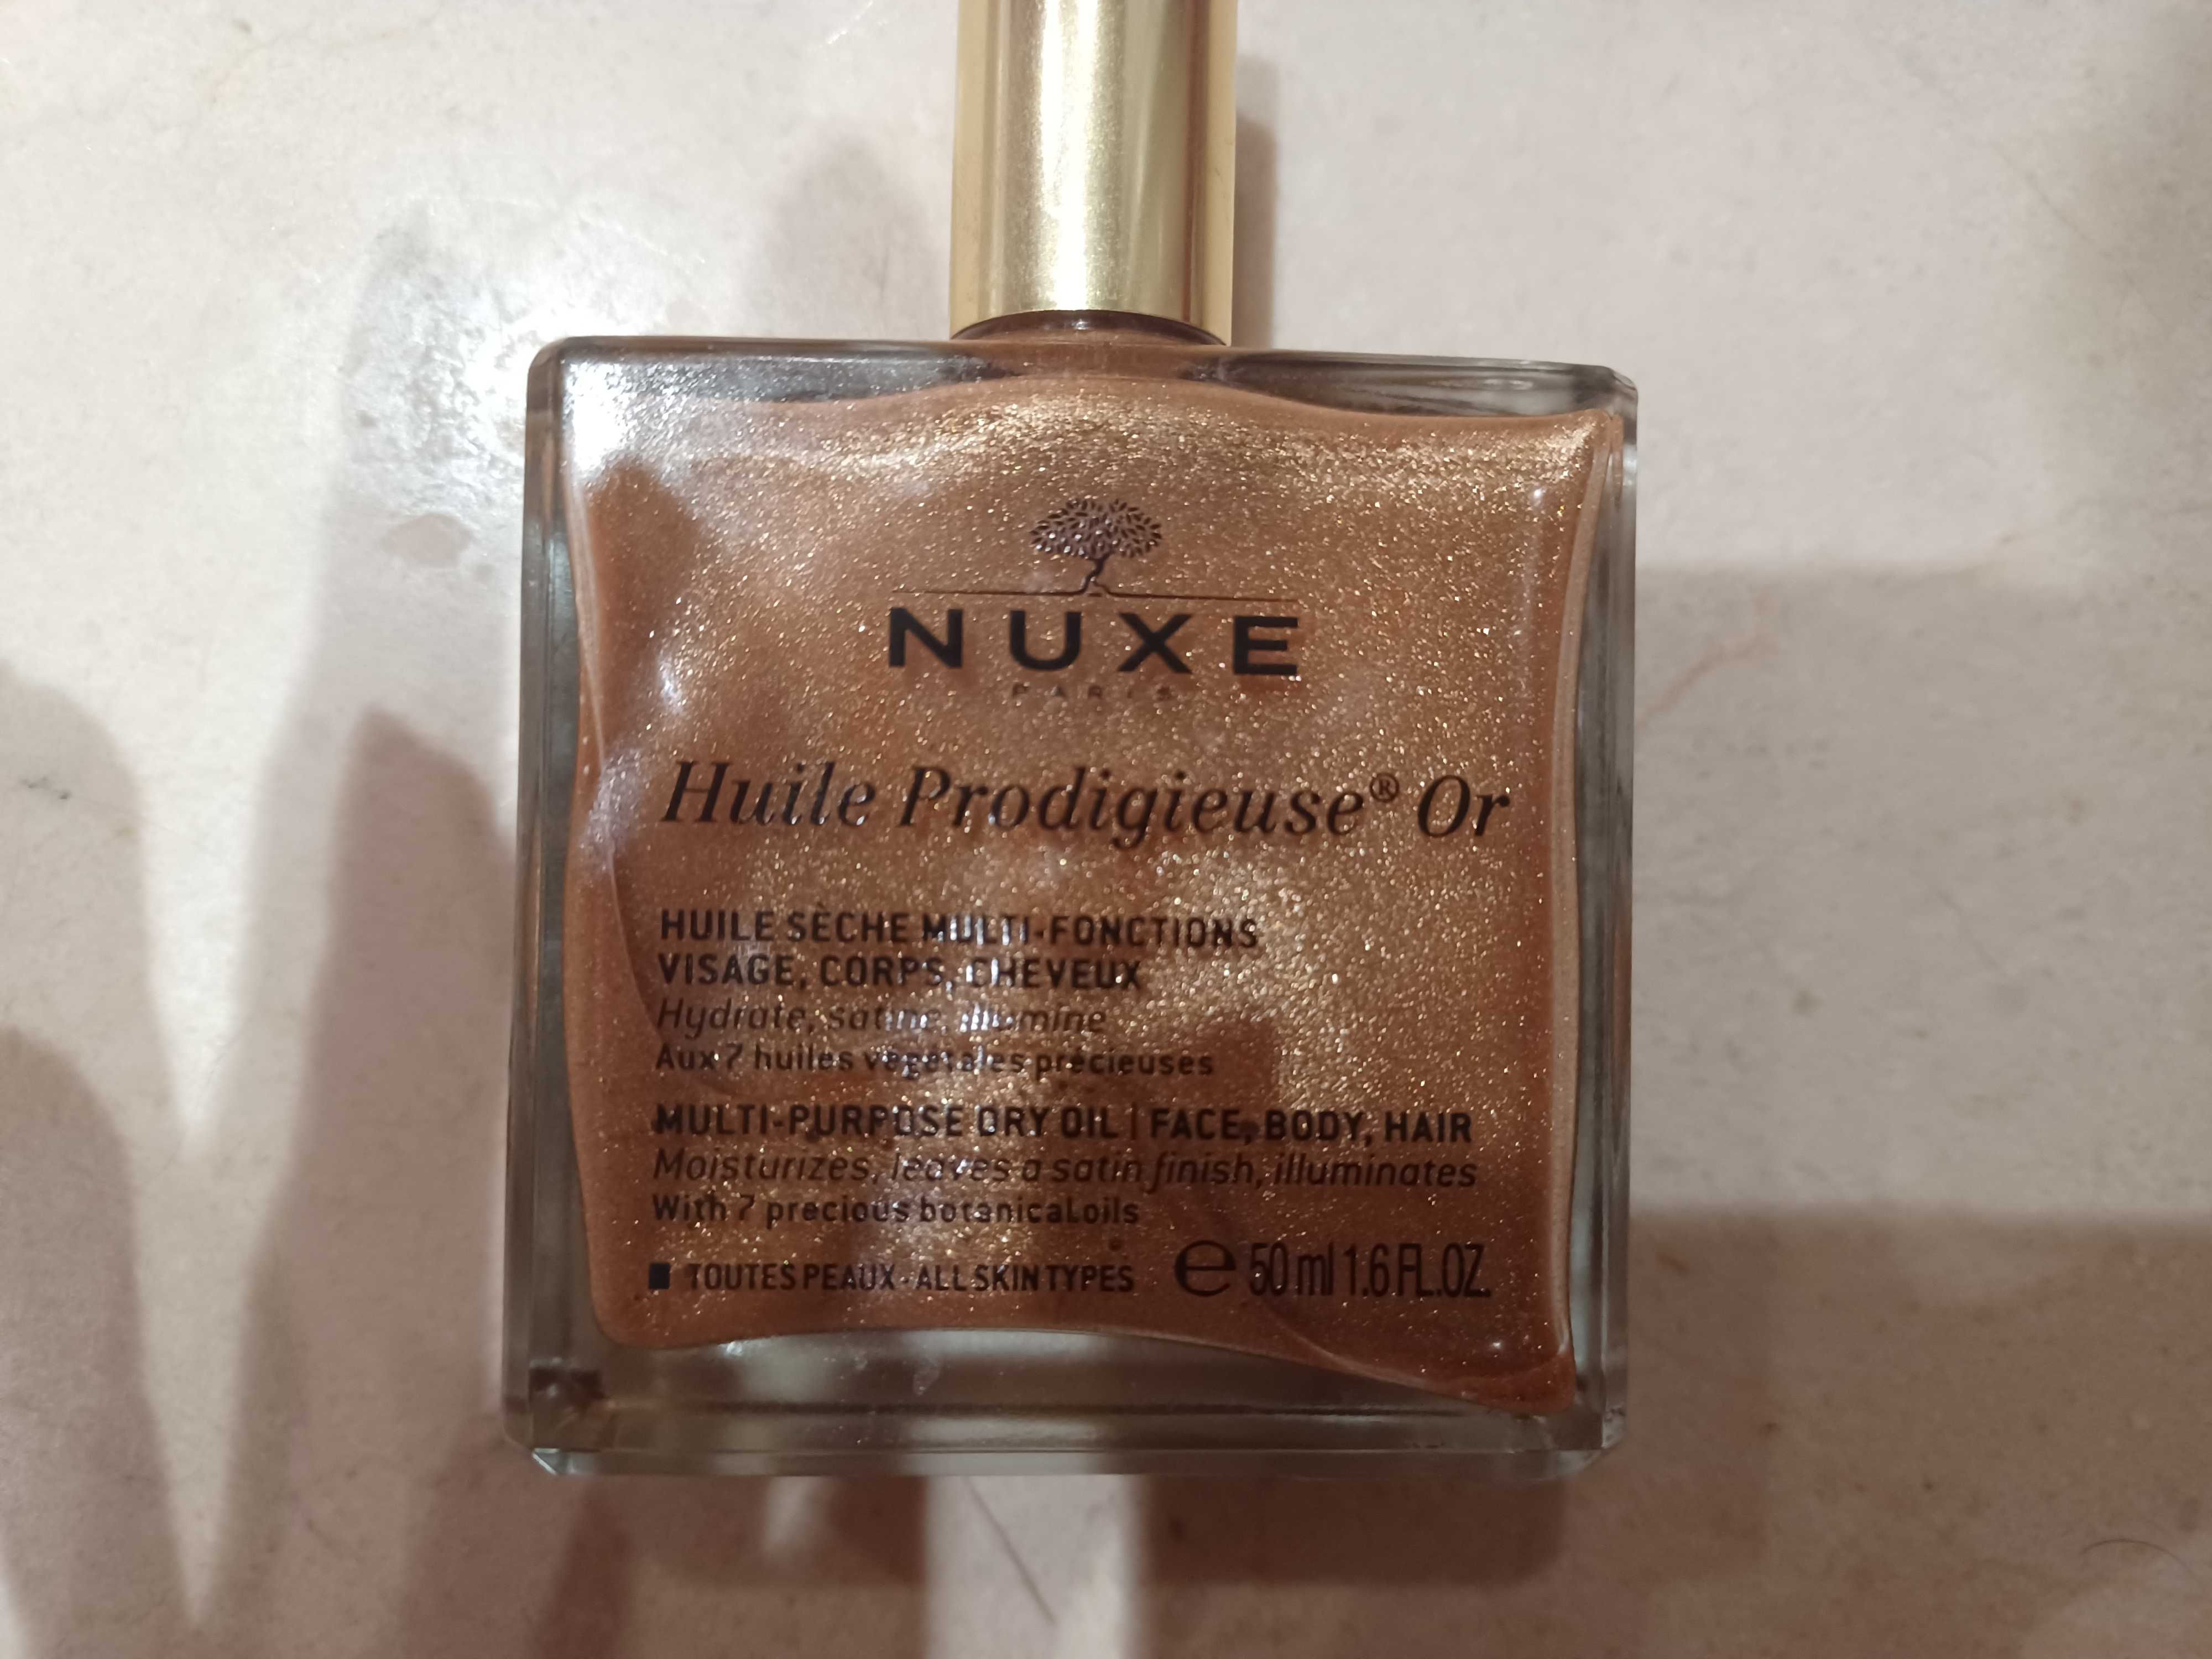 NUXE
PARIS
Huile Prodigieuse® Or
HUILE SÈCHE MULTI-FONCTIONS
VISAGE, CORPS, CHEVEUX
Hydrate, satine, illumine
Aux 7 huiles végétales précieuses
MULTI-PURPOSE DRY OIL | FACE, BODY, HAIR
Moisturizes, leaves a satin finish, illuminates
With 7 precious botanical oils
TOUTES PEAUX - ALL SKIN TYPES ℮ 50 ml 1.6 FL.OZ.